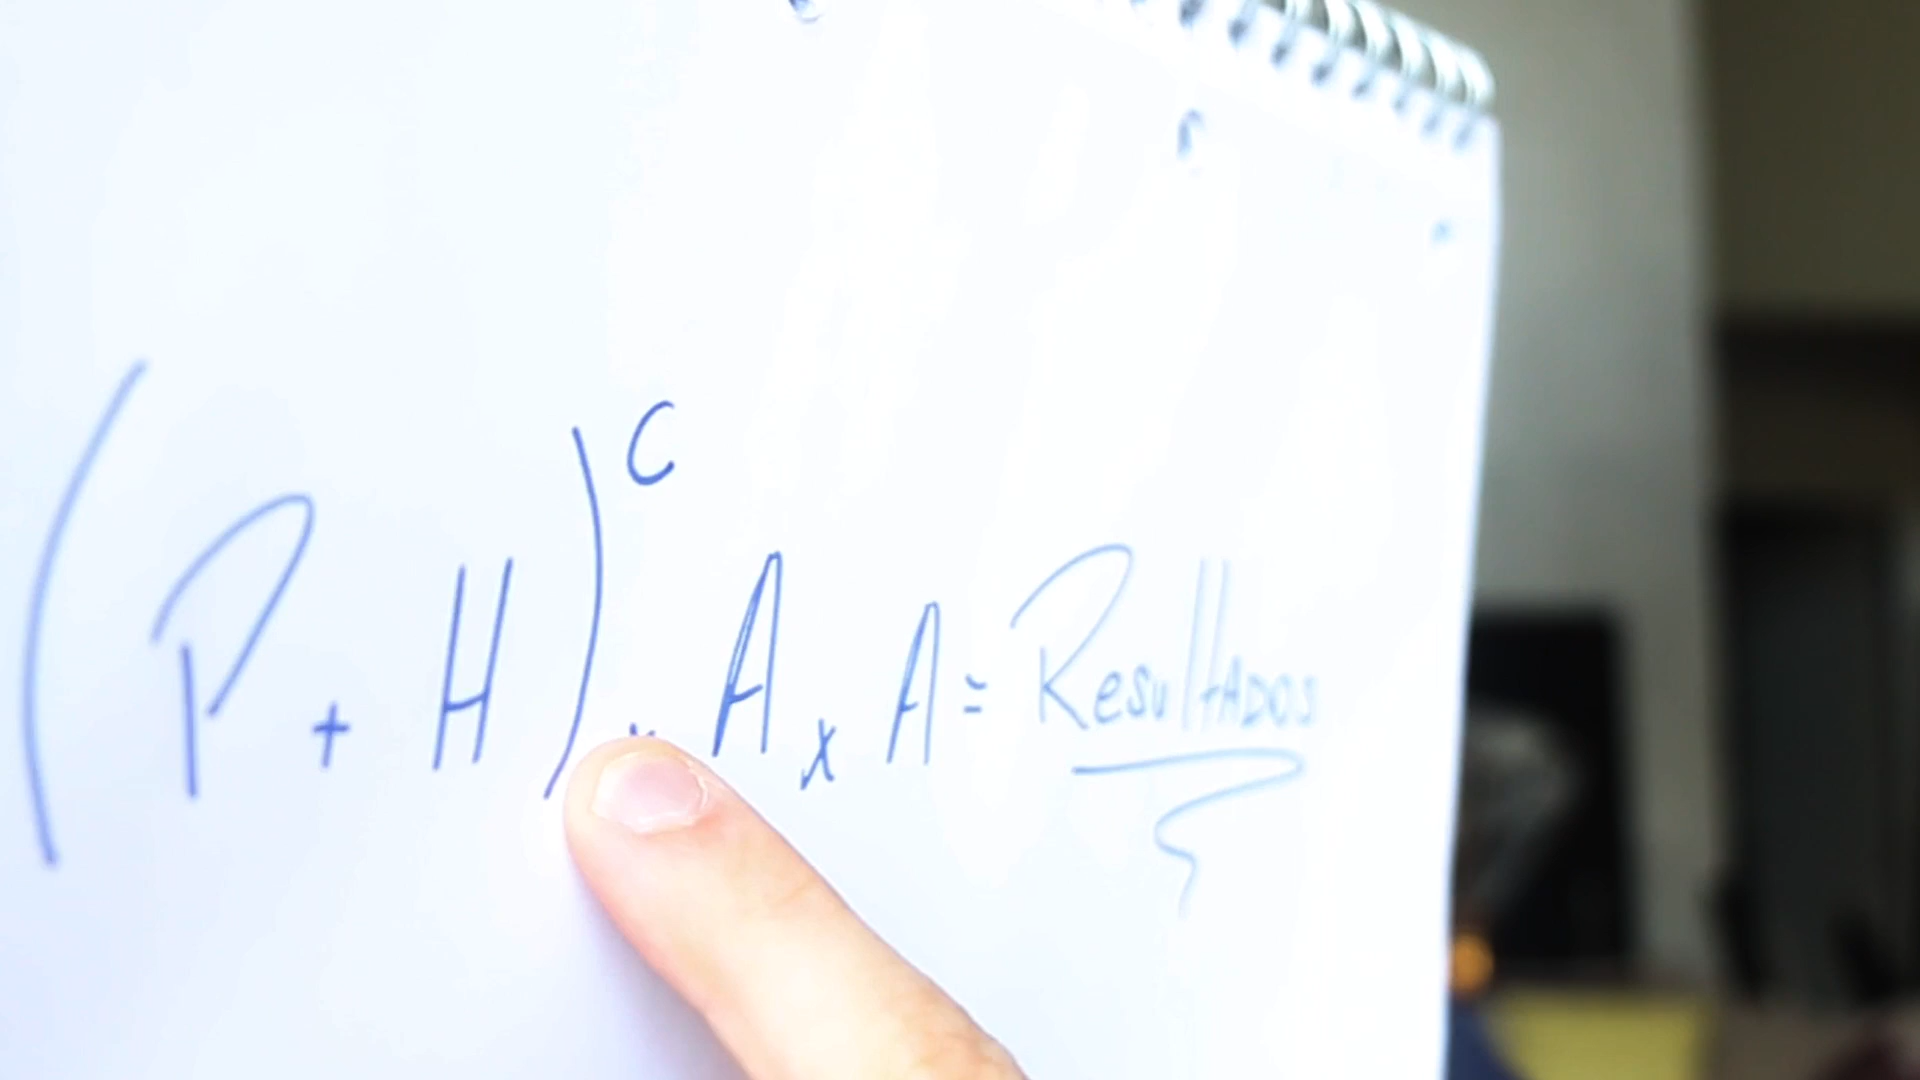 (P + H)^C x A x A = Resultados